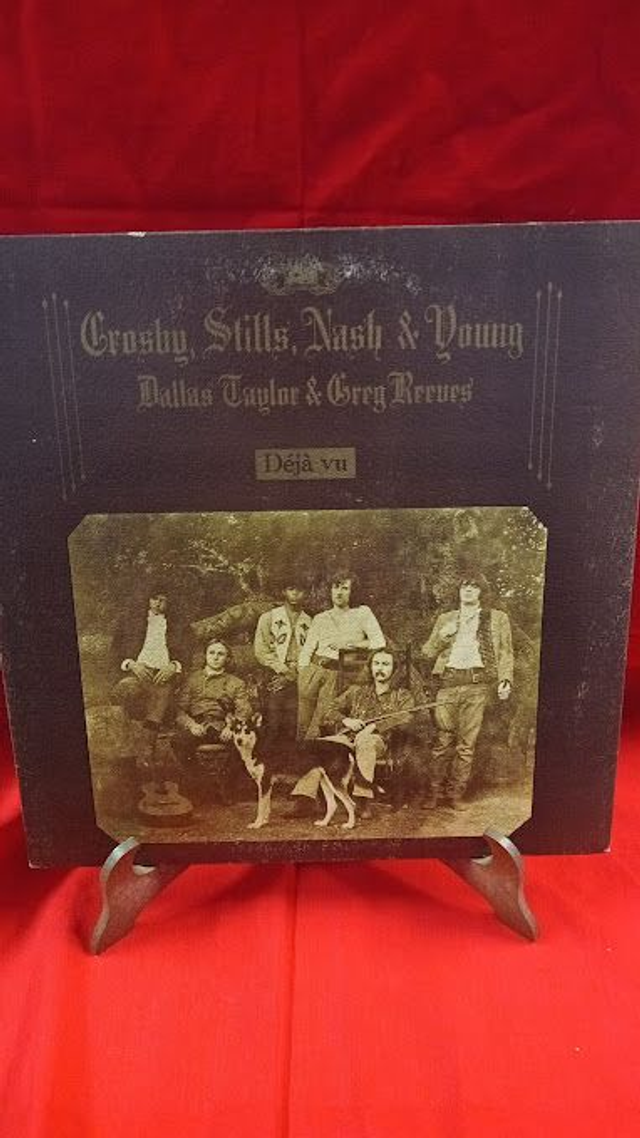 Crosby, Stills, Nash & Young
Dallas Taylor & Greg Reeves
Déjà vu